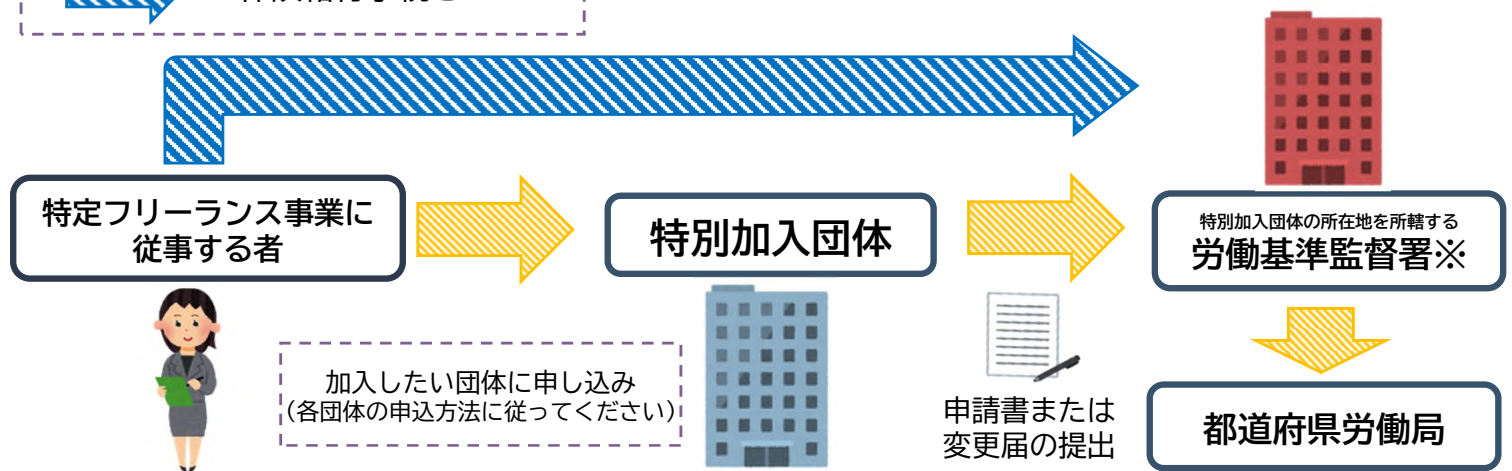 特定フリーランス事業に
従事する者
特別加入団体
特別加入団体の所在地を所轄する
労働基準監督署※
加入したい団体に申し込み
(各団体の申込方法に従ってください)
申請書または
変更届の提出
都道府県労働局